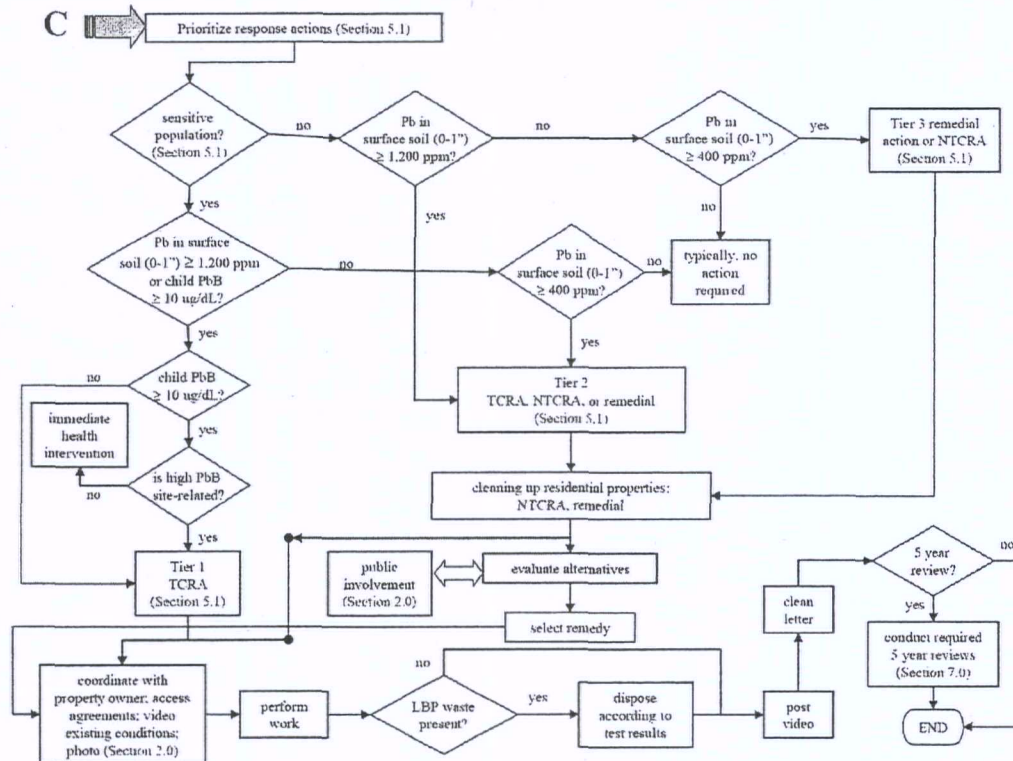 C
Prioritize response actions (Section 5.1)
sensitive
population?
(Section 5.1)
no
Pb in
surface soil (0-1")
≥ 1,200 ppm?
no
Pb in
surface soil (0-1")
≥ 400 ppm?
yes
Tier 3 remedial
action or NTCRA
(Section 5.1)
yes
yes
no
Pb in surface
soil (0-1") ≥ 1,200 ppm
or child PbB
≥ 10 ug/dL?
no
Pb in
surface soil (0-1")
≥ 400 ppm?
no
typically, no
action
required
yes
yes
no
child PbB
≥ 10 ug/dL?
Tier 2
TCRA, NTCRA, or remedial
(Section 5.1)
immediate
health
intervention
yes
no
is high PbB
site-related?
cleaning up residential properties:
NTCRA, remedial
yes
Tier 1
TCRA
(Section 5.1)
public
involvement
(Section 2.0)
evaluate alternatives
select remedy
clean
letter
5 year
review?
no
yes
conduct required
5 year reviews
(Section 7.0)
END
coordinate with
property owner; access
agreements; video
existing conditions;
photo (Section 2.0)
perform
work
no
LBP waste
present?
yes
dispose
according to
test results
post
video